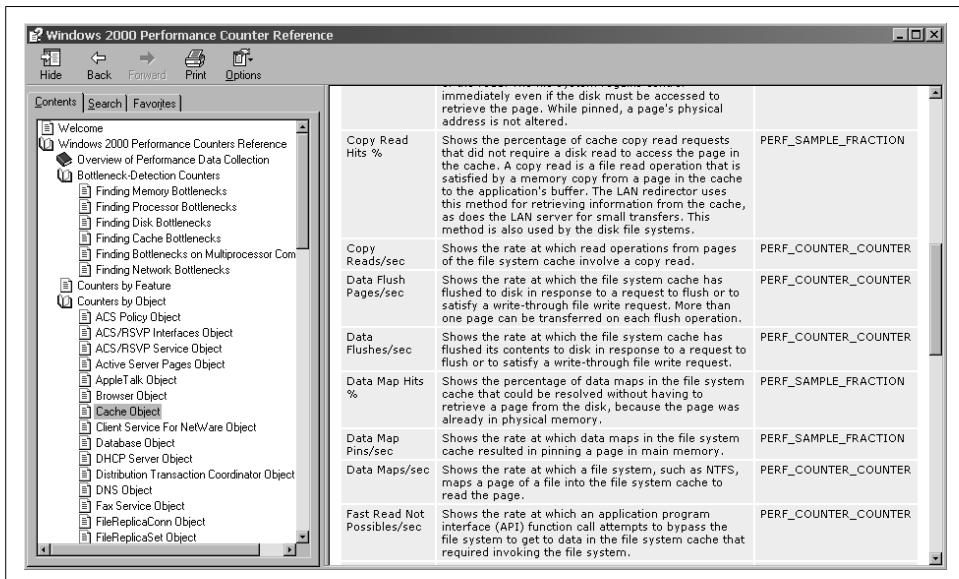 Windows 2000 Performance Counter Reference
Hide Back Forward Print Options
Contents Search Favorites
Welcome
Windows 2000 Performance Counters Reference
Overview of Performance Data Collection
Bottleneck-Detection Counters
Finding Memory Bottlenecks
Finding Processor Bottlenecks
Finding Disk Bottlenecks
Finding Cache Bottlenecks
Finding Bottlenecks on Multiprocessor Com
Finding Network Bottlenecks
Counters by Feature
Counters by Object
ACS Policy Object
ACS/RSVP Interfaces Object
ACS/RSVP Service Object
Active Server Pages Object
AppleTalk Object
Browser Object
Cache Object
Client Service For NetWare Object
Database Object
DHCP Server Object
Distribution Transaction Coordinator Object
DNS Object
Fax Service Object
FileReplicaConn Object
FileReplicaSet Object
immediately even if the disk must be accessed to
retrieve the page. While pinned, a page's physical
address is not altered.
Copy Read Shows the percentage of cache copy read requests PERF_SAMPLE_FRACTION
Hits % that did not require a disk read to access the page in
the cache. A copy read is a file read operation that is
satisfied by a memory copy from a page in the cache
to the application's buffer. The LAN redirector uses
this method for retrieving information from the cache,
as does the LAN server for small transfers. This
method is also used by the disk file systems.
Copy Shows the rate at which read operations from pages PERF_COUNTER_COUNTER
Reads/sec of the file system cache involve a copy read.
Data Flush Shows the rate at which the file system cache has PERF_COUNTER_COUNTER
Pages/sec flushed to disk in response to a request to flush or to
satisfy a write-through file write request. More than
one page can be transferred on each flush operation.
Data Shows the rate at which the file system cache has PERF_COUNTER_COUNTER
Flushes/sec flushed its contents to disk in response to a request to
flush or to satisfy a write-through file write request.
Data Map Hits Shows the percentage of data maps in the file system PERF_SAMPLE_FRACTION
% cache that could be resolved without having to
retrieve a page from the disk, because the page was
already in physical memory.
Data Map Shows the rate at which data maps in the file system PERF_SAMPLE_FRACTION
Pins/sec cache resulted in pinning a page in main memory.
Data Maps/sec Shows the rate at which a file system, such as NTFS, PERF_COUNTER_COUNTER
maps a page of a file into the file system cache to
read the page.
Fast Read Not Shows the rate at which an application program PERF_COUNTER_COUNTER
Possibles/sec interface (API) function call attempts to bypass the
file system to get to data in the file system cache that
required invoking the file system.